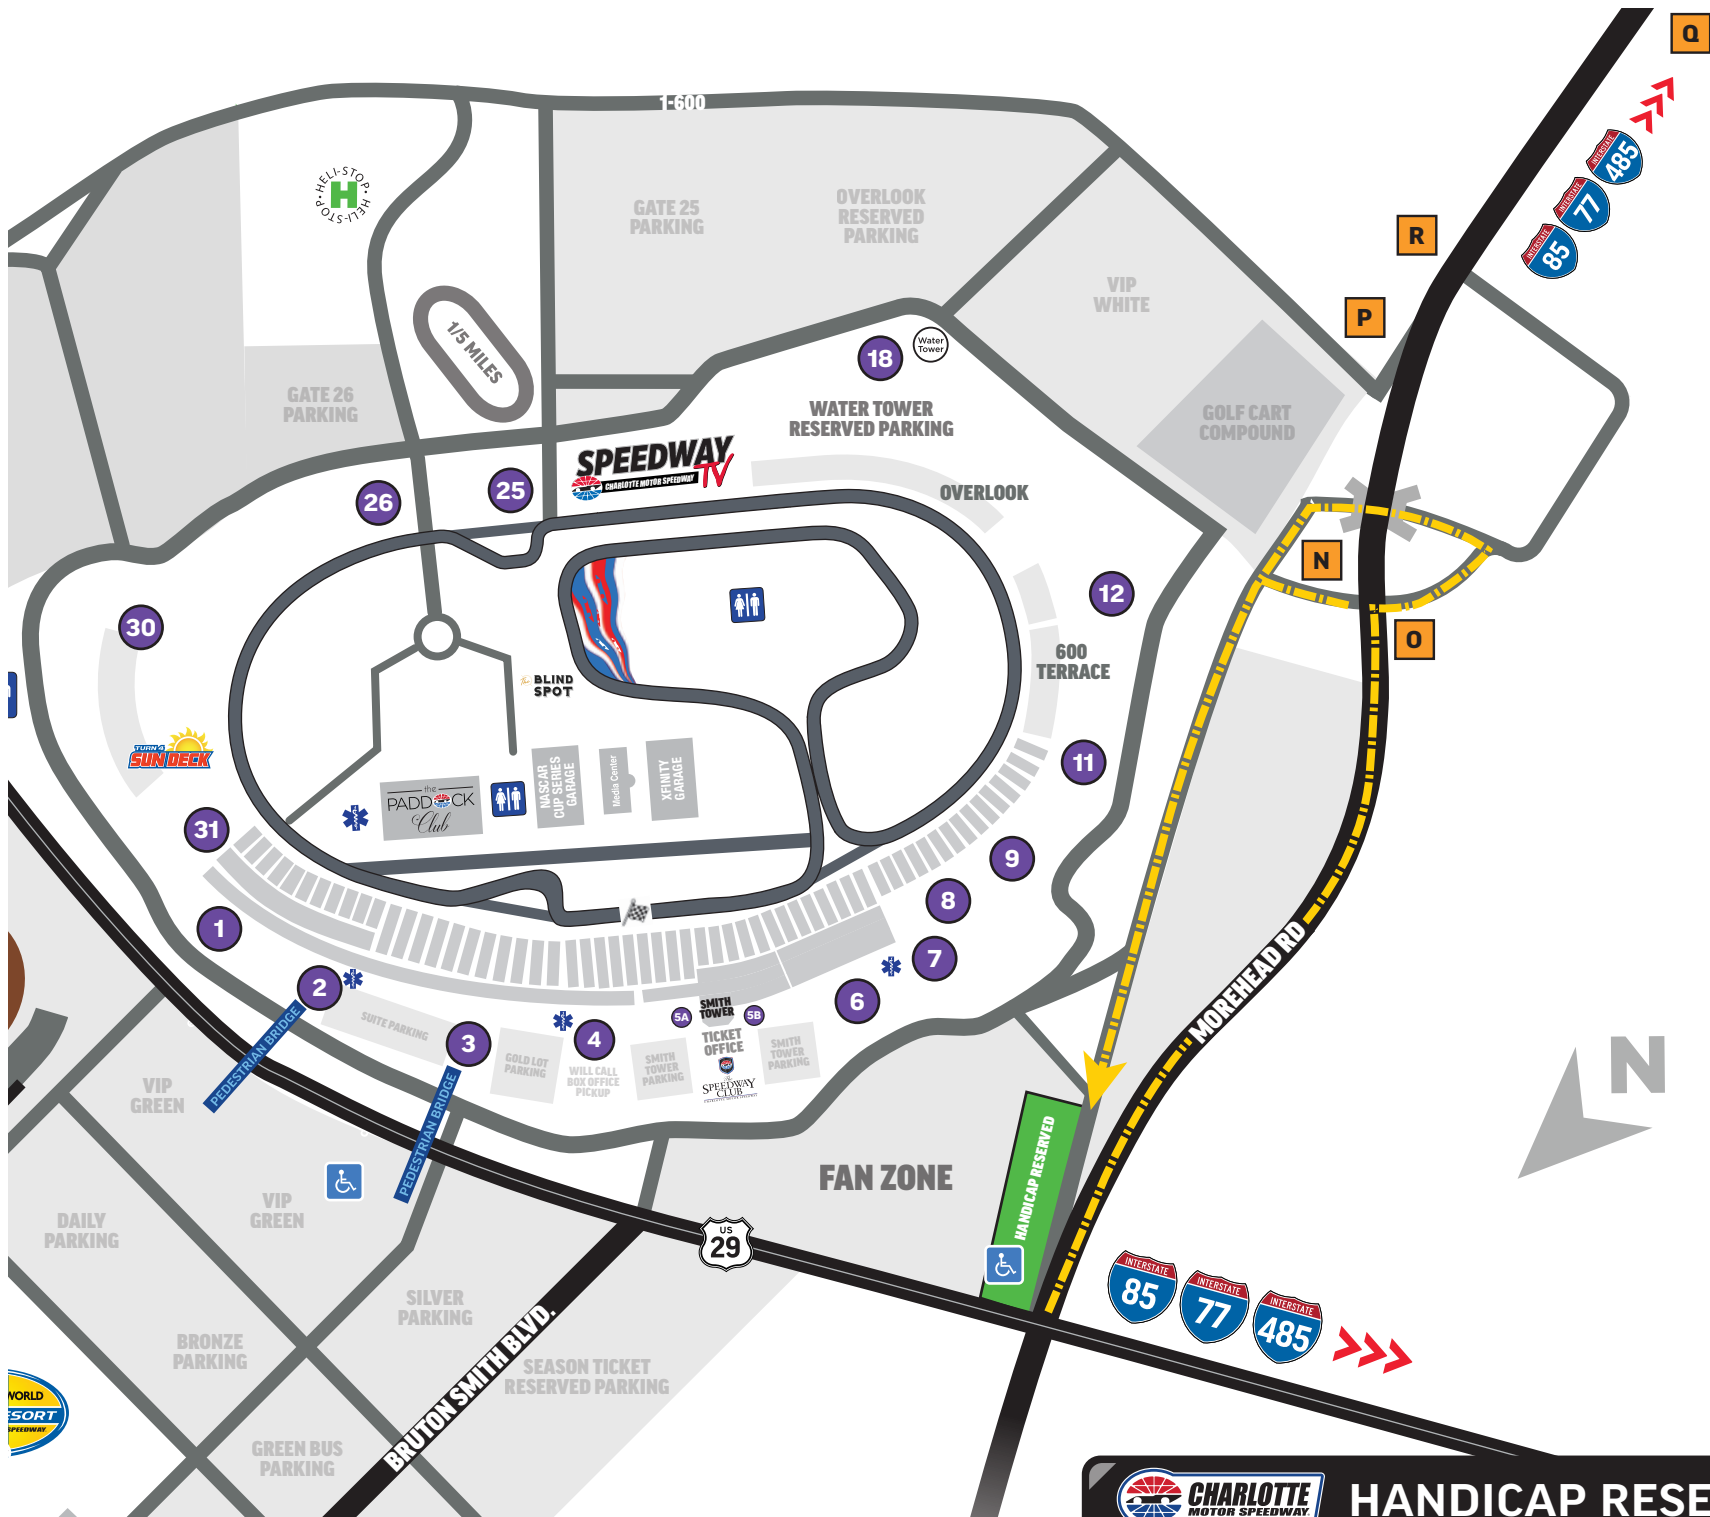 Q
1-600
INTERSTATE
485
INTERSTATE
77
INTERSTATE
85
HELI-STOP • HELI-STOP •
H
GATE 25
PARKING
OVERLOOK
RESERVED
PARKING
R
VIP
WHITE
P
1/5 MILES
18
Water
Tower
GATE 26
PARKING
WATER TOWER
RESERVED PARKING
GOLF CART
COMPOUND
SPEEDWAY
TV
CHARLOTTE MOTOR SPEEDWAY
26
25
OVERLOOK
N
12
30
O
600
TERRACE
The
BLIND
SPOT
TURN 4
SUN DECK
11
NASCAR
CUP SERIES
GARAGE
Media Center
XFINITY
GARAGE
the
PADDOCK
Club
31
9
8
1
7
MOREHEAD RD
2
6
SMITH
TOWER
5A
5B
SUITE PARKING
3
4
TICKET
OFFICE
GOLD LOT
PARKING
SMITH
TOWER
PARKING
SMITH
TOWER
PARKING
WILL CALL
BOX OFFICE
PICKUP
The
SPEEDWAY
CLUB
PEDESTRIAN BRIDGE
PEDESTRIAN BRIDGE
VIP
GREEN
N
HANDICAP RESERVED
FAN ZONE
VIP
GREEN
DAILY
PARKING
US
29
INTERSTATE
85
INTERSTATE
77
INTERSTATE
485
SILVER
PARKING
BRONZE
PARKING
BRUTON SMITH BLVD.
SEASON TICKET
RESERVED PARKING
WORLD
ESORT
SPEEDWAY
GREEN BUS
PARKING
CHARLOTTE
MOTOR SPEEDWAY
HANDICAP RESE